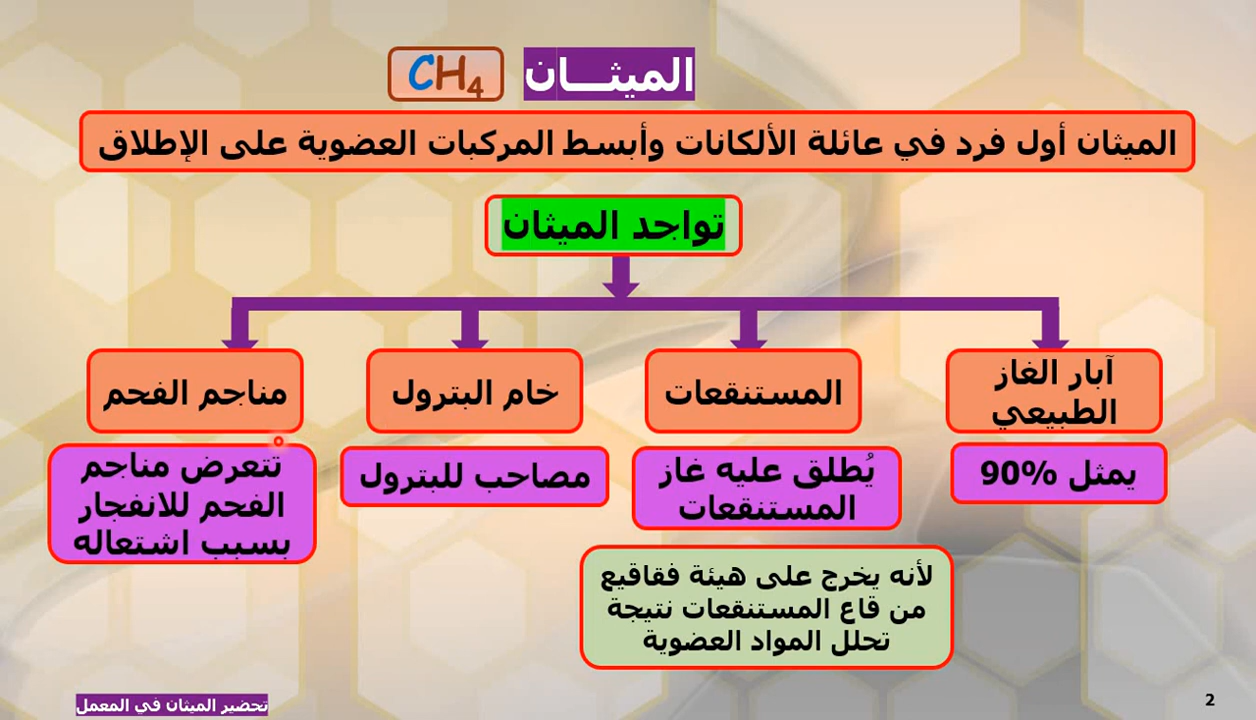 الميثـــان CH4
الميثان أول فرد في عائلة الألكانات وأبسط المركبات العضوية على الإطلاق
تواجد الميثان
آبار الغاز
الطبيعي
يمثل 90%
المستنقعات
يُطلق عليه غاز
المستنقعات
لأنه يخرج على هيئة فقاقيع
من قاع المستنقعات نتيجة
تحلل المواد العضوية
خام البترول
مصاحب للبترول
مناجم الفحم
تتعرض مناجم
الفحم للانفجار
بسبب اشتعاله
2
تحضير الميثان في المعمل